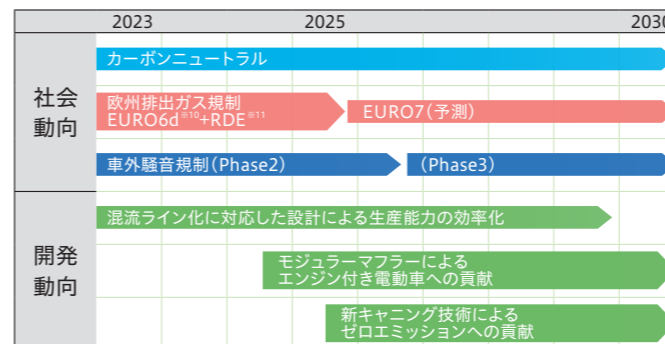 2023 2025 2030
社会
動向
カーボンニュートラル
欧州排出ガス規制
EURO6d※10+RDE※11
EURO7(予測)
車外騒音規制(Phase2)
(Phase3)
開発
動向
混流ライン化に対応した設計による生産能力の効率化
モジュラーマフラーによる
エンジン付き電動車への貢献
新キャニング技術による
ゼロエミッションへの貢献